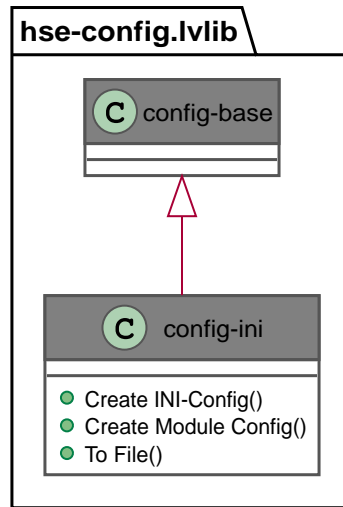 hse-config.lvlib
C config-base
C config-ini
Create INI-Config()
Create Module Config()
To File()